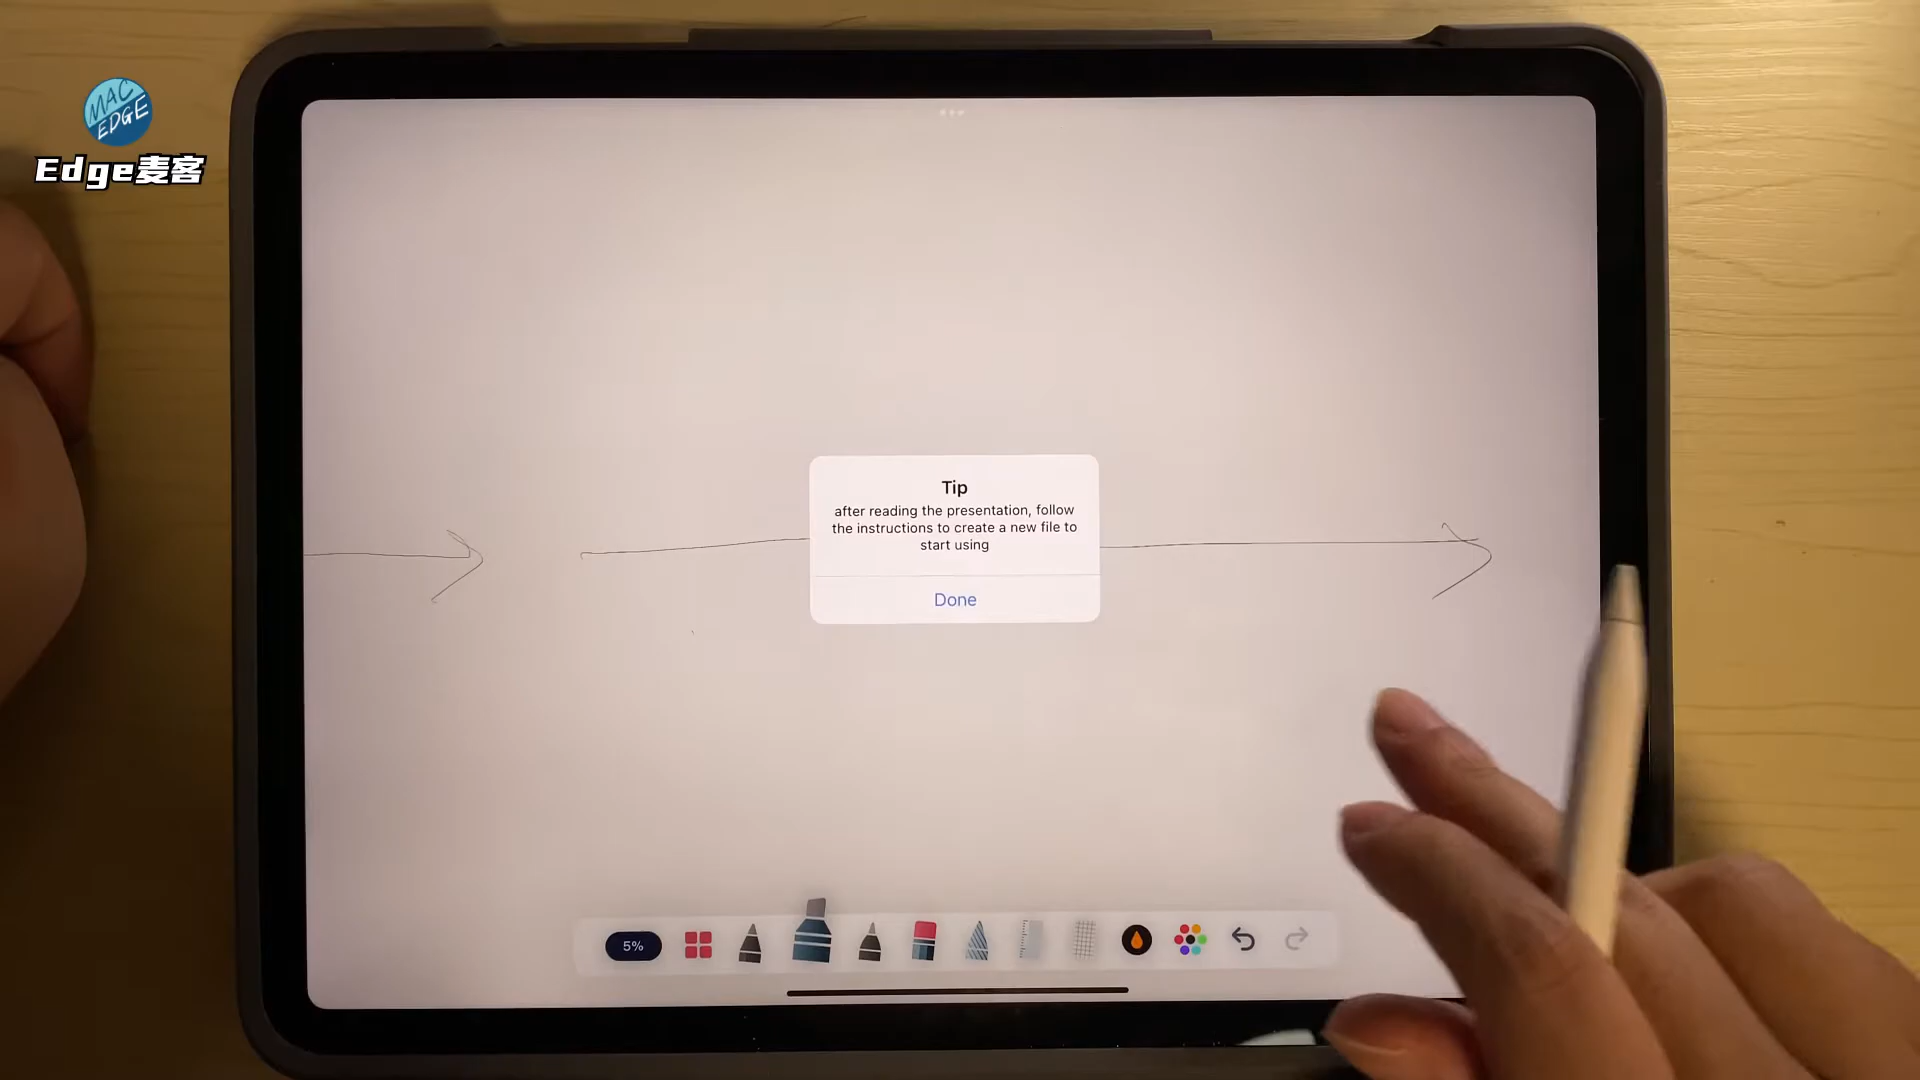 MAC
EDGE
Edge麦客
Tip
after reading the presentation, follow
the instructions to create a new file to
start using
Done
5%